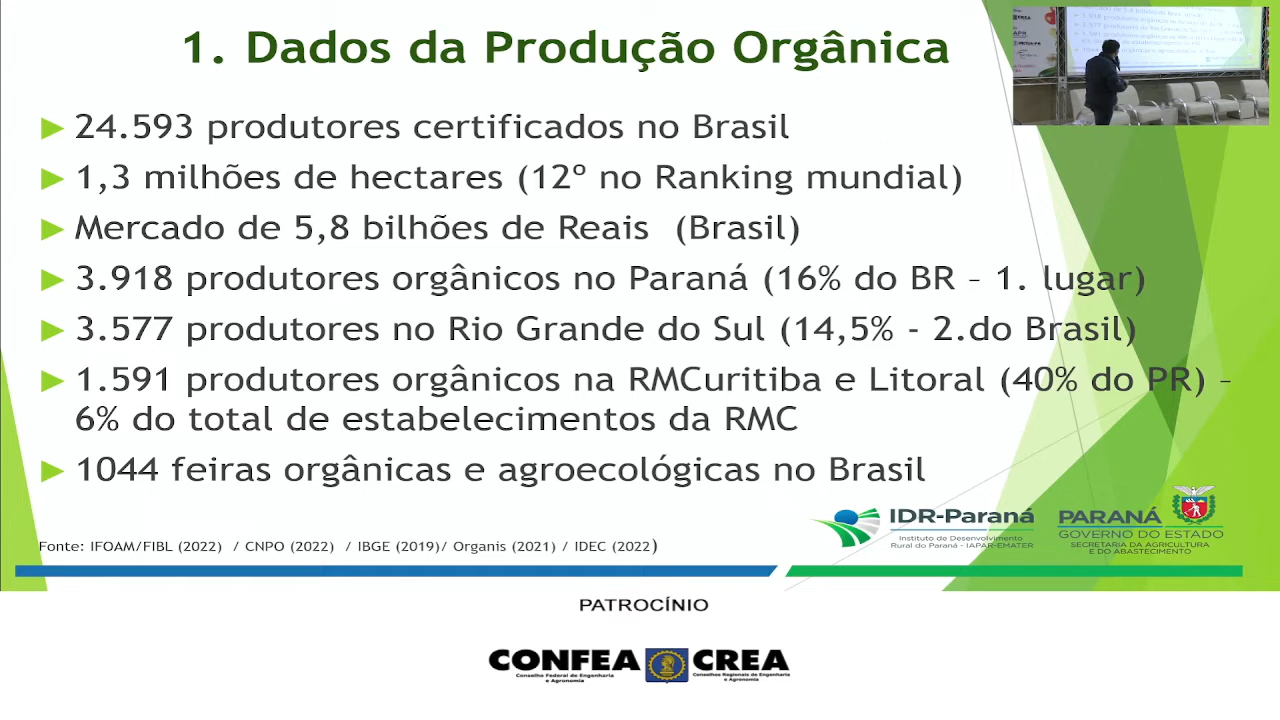 1. Dados da Produção Orgânica
24.593 produtores certificados no Brasil
1,3 milhões de hectares (12º no Ranking mundial)
Mercado de 5,8 bilhões de Reais (Brasil)
3.918 produtores orgânicos no Paraná (16% do BR – 1. lugar)
3.577 produtores no Rio Grande do Sul (14,5% - 2.do Brasil)
1.591 produtores orgânicos na RMCuritiba e Litoral (40% do PR) –
6% do total de estabelecimentos da RMC
1044 feiras orgânicas e agroecológicas no Brasil
Fonte: IFOAM/FIBL (2022) / CNPO (2022) / IBGE (2019)/ Organis (2021) / IDEC (2022)
IDR-Paraná
Instituto de Desenvolvimento
Rural do Paraná - IAPAR-EMATER
PARANÁ
GOVERNO DO ESTADO
SECRETARIA DA AGRICULTURA
E DO ABASTECIMENTO
PATROCÍNIO
CONFEA
Conselho Federal de Engenharia
e Agronomia
CREA
Conselhos Regionais de Engenharia
e Agronomia